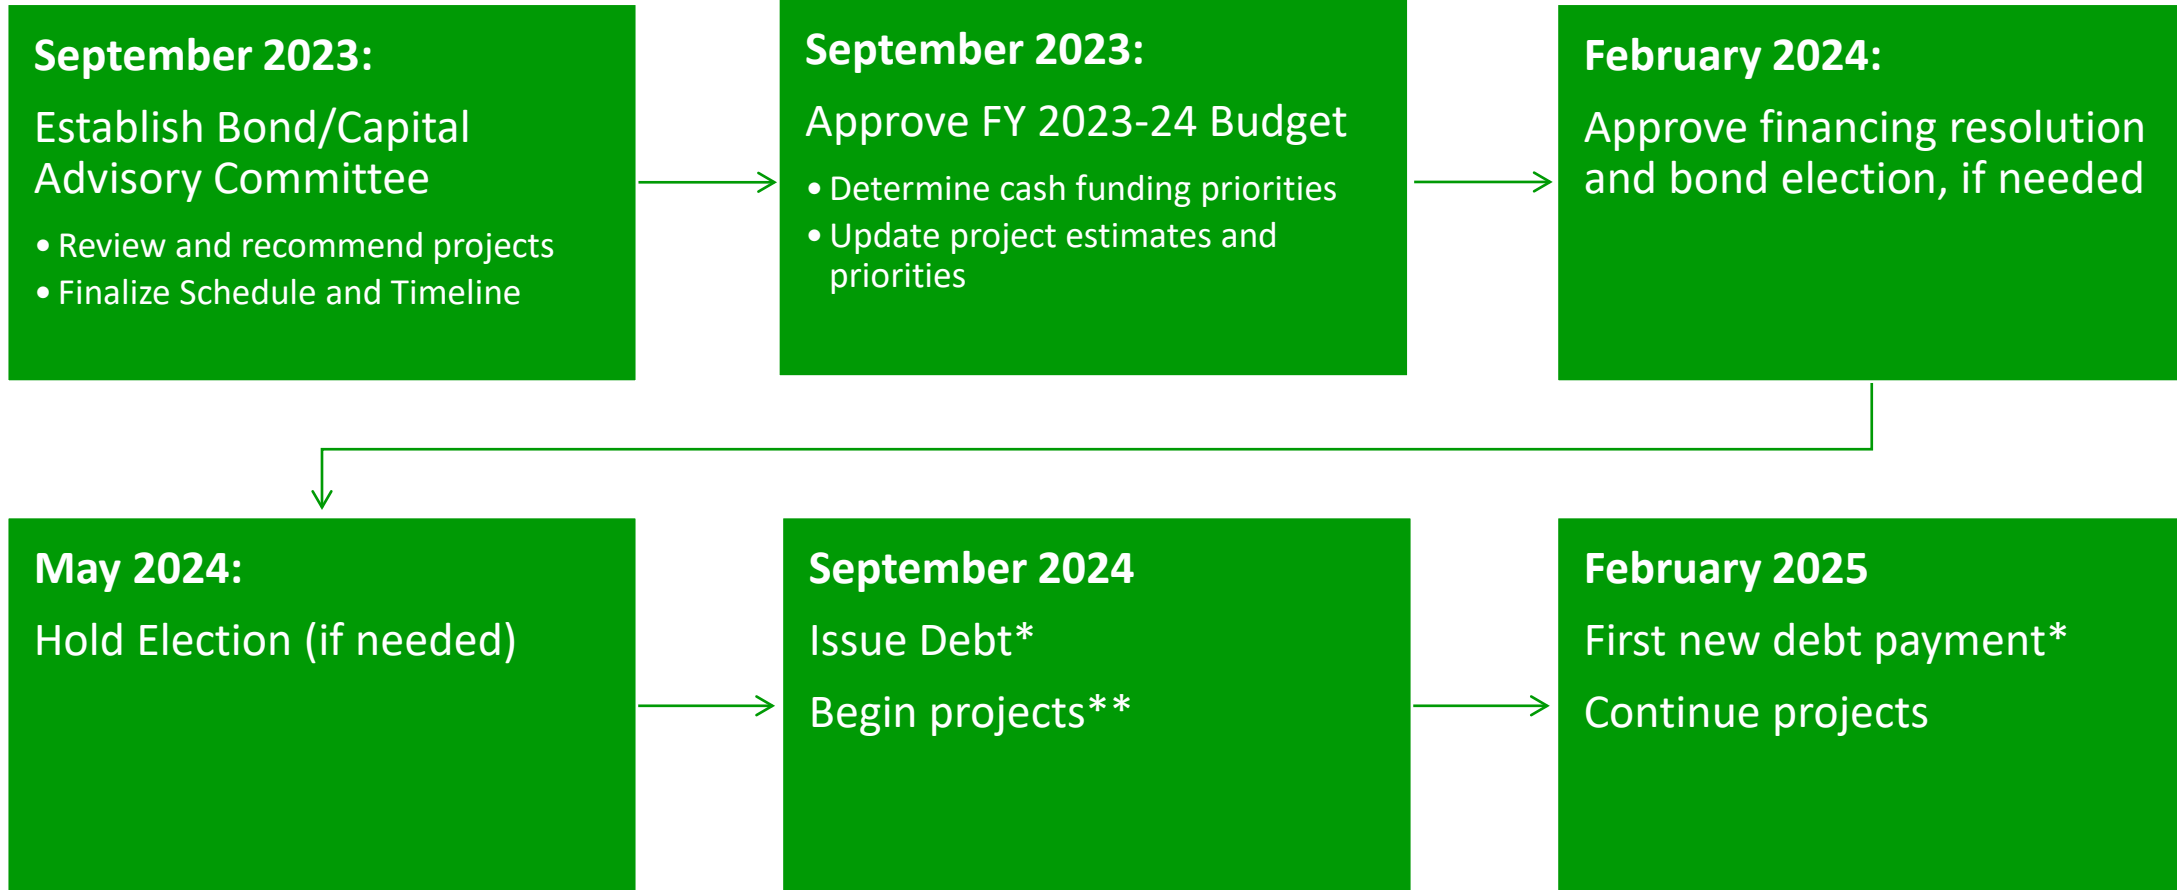 September 2023:
Establish Bond/Capital
Advisory Committee
• Review and recommend projects
• Finalize Schedule and Timeline
September 2023:
Approve FY 2023-24 Budget
• Determine cash funding priorities
• Update project estimates and
priorities
February 2024:
Approve financing resolution
and bond election, if needed
May 2024:
Hold Election (if needed)
September 2024
Issue Debt*
Begin projects**
February 2025
First new debt payment*
Continue projects